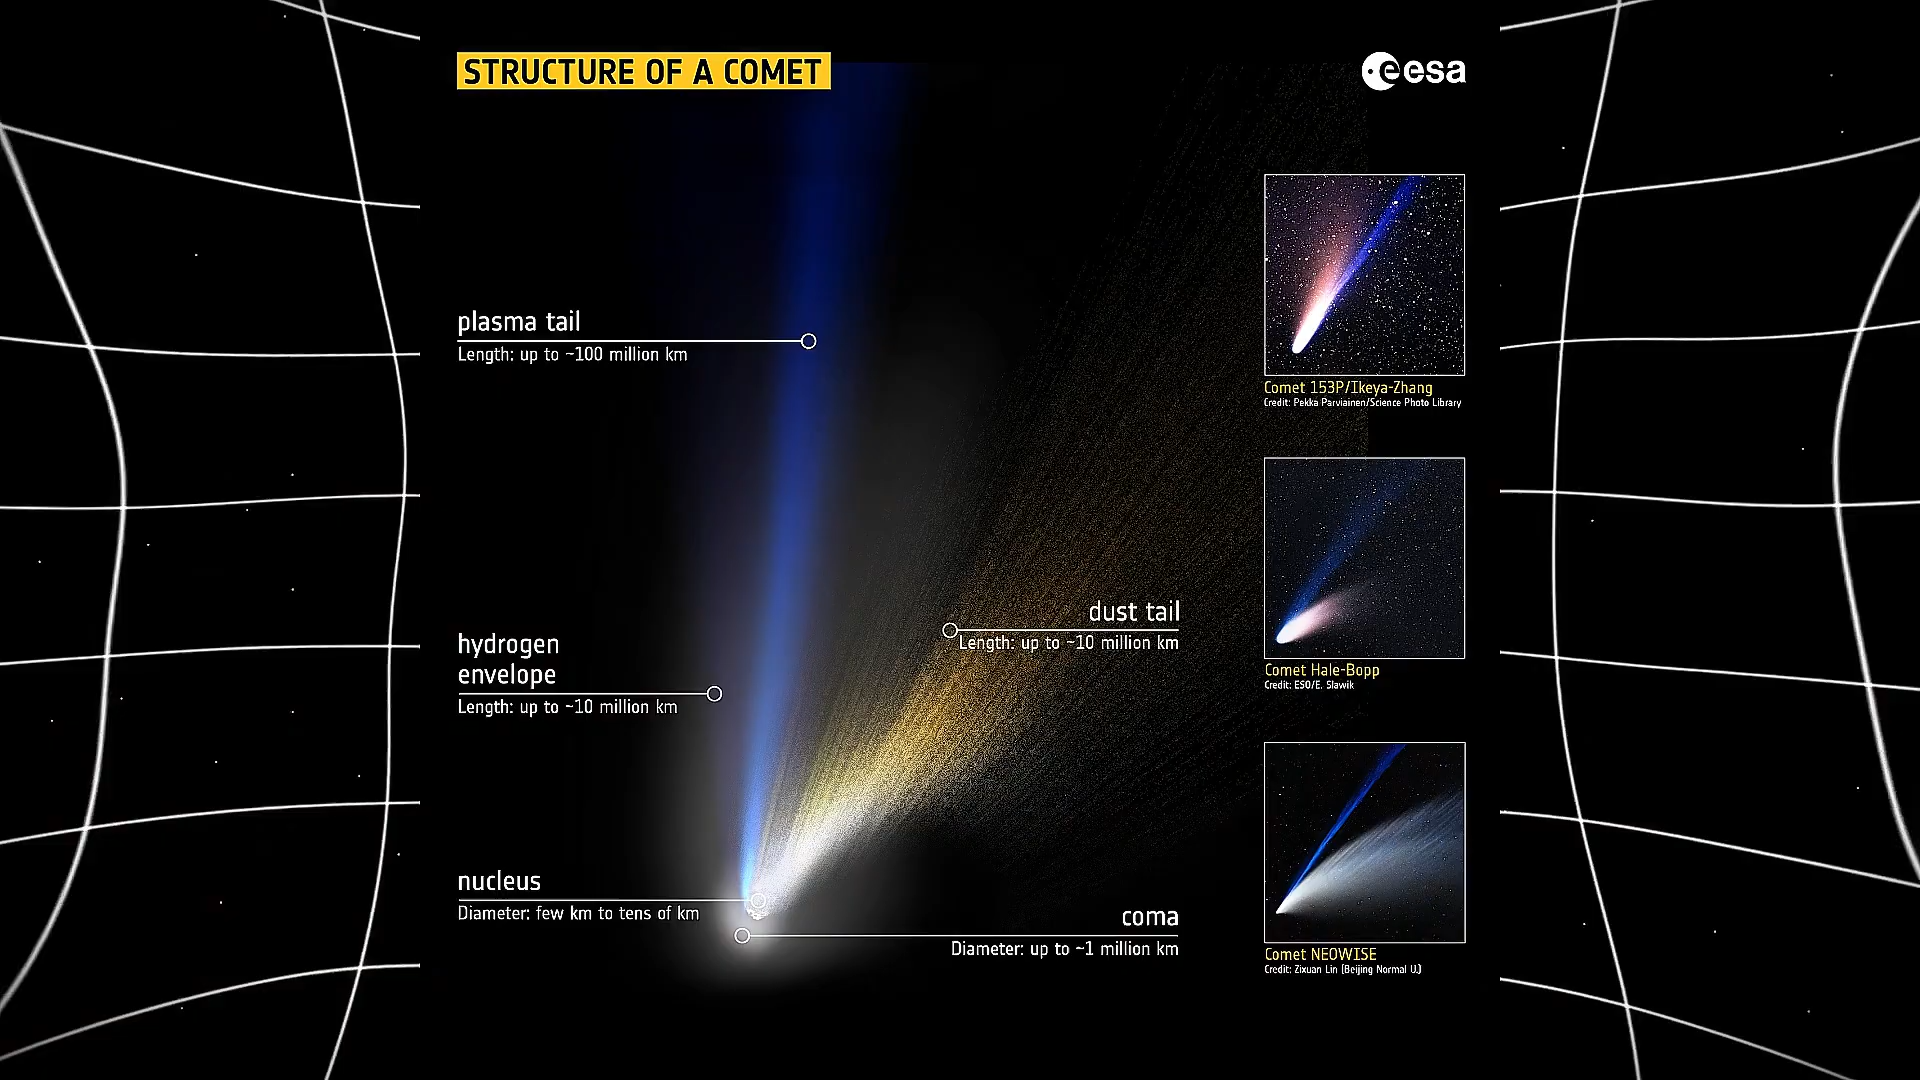 STRUCTURE OF A COMET
esa
plasma tail
Length: up to ~100 million km
hydrogen
envelope
Length: up to ~10 million km
nucleus
Diameter: few km to tens of km
dust tail
Length: up to ~10 million km
coma
Diameter: up to ~1 million km
Comet 153P/Ikeya-Zhang
Credit: Pekka Parviainen/Science Photo Library
Comet Hale-Bopp
Credit: ESO/E. Slawik
Comet NEOWISE
Credit: Zixuan Lin (Beijing Normal U.)